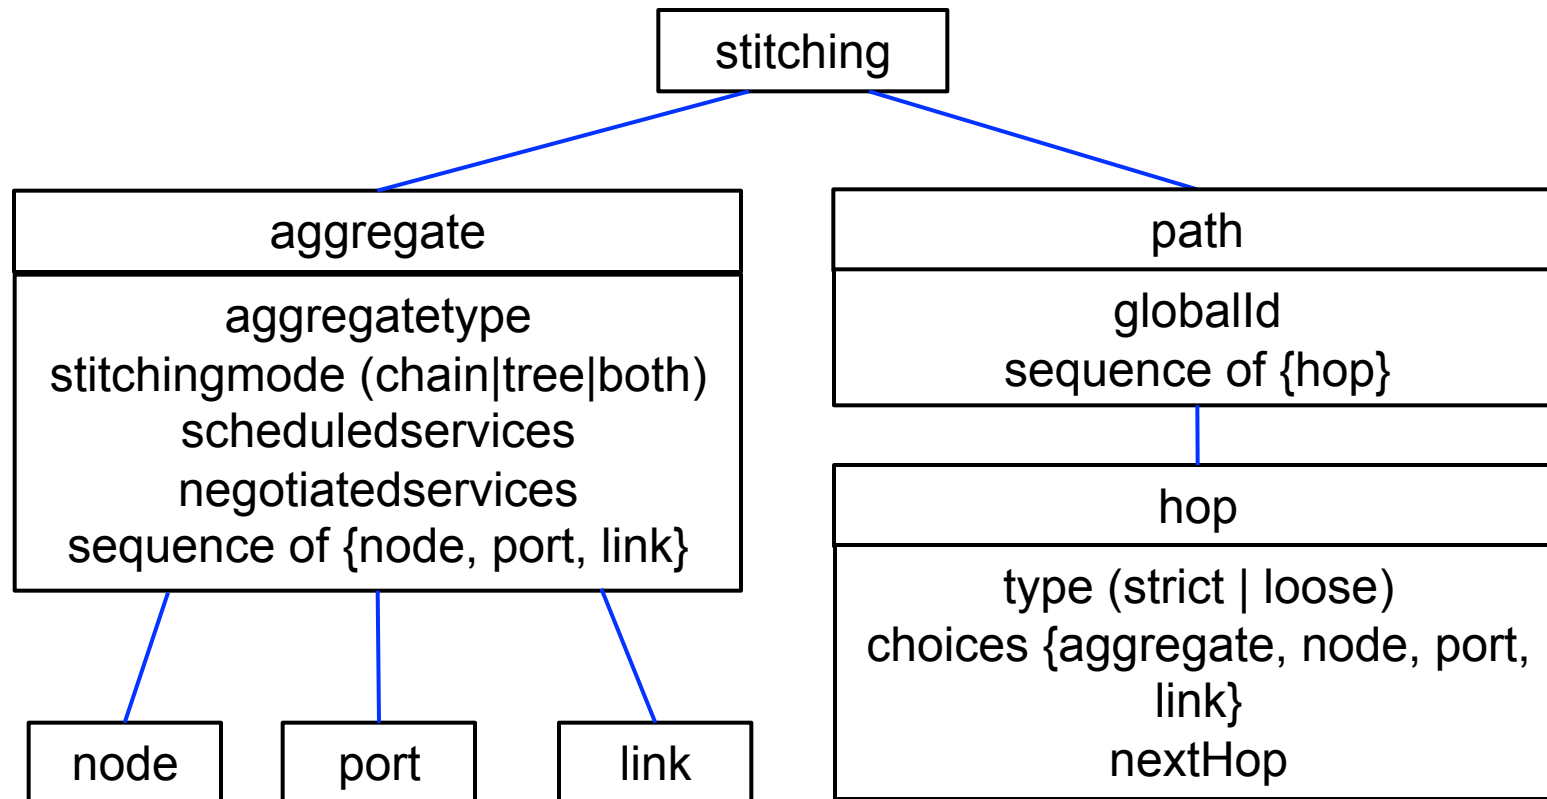 stitching
aggregate
aggregatetype
stitchingmode (chain|tree|both)
scheduledservices
negotiatedservices
sequence of {node, port, link}
node
port
link
path
globalId
sequence of {hop}
hop
type (strict | loose)
choices {aggregate, node, port,
link}
nextHop